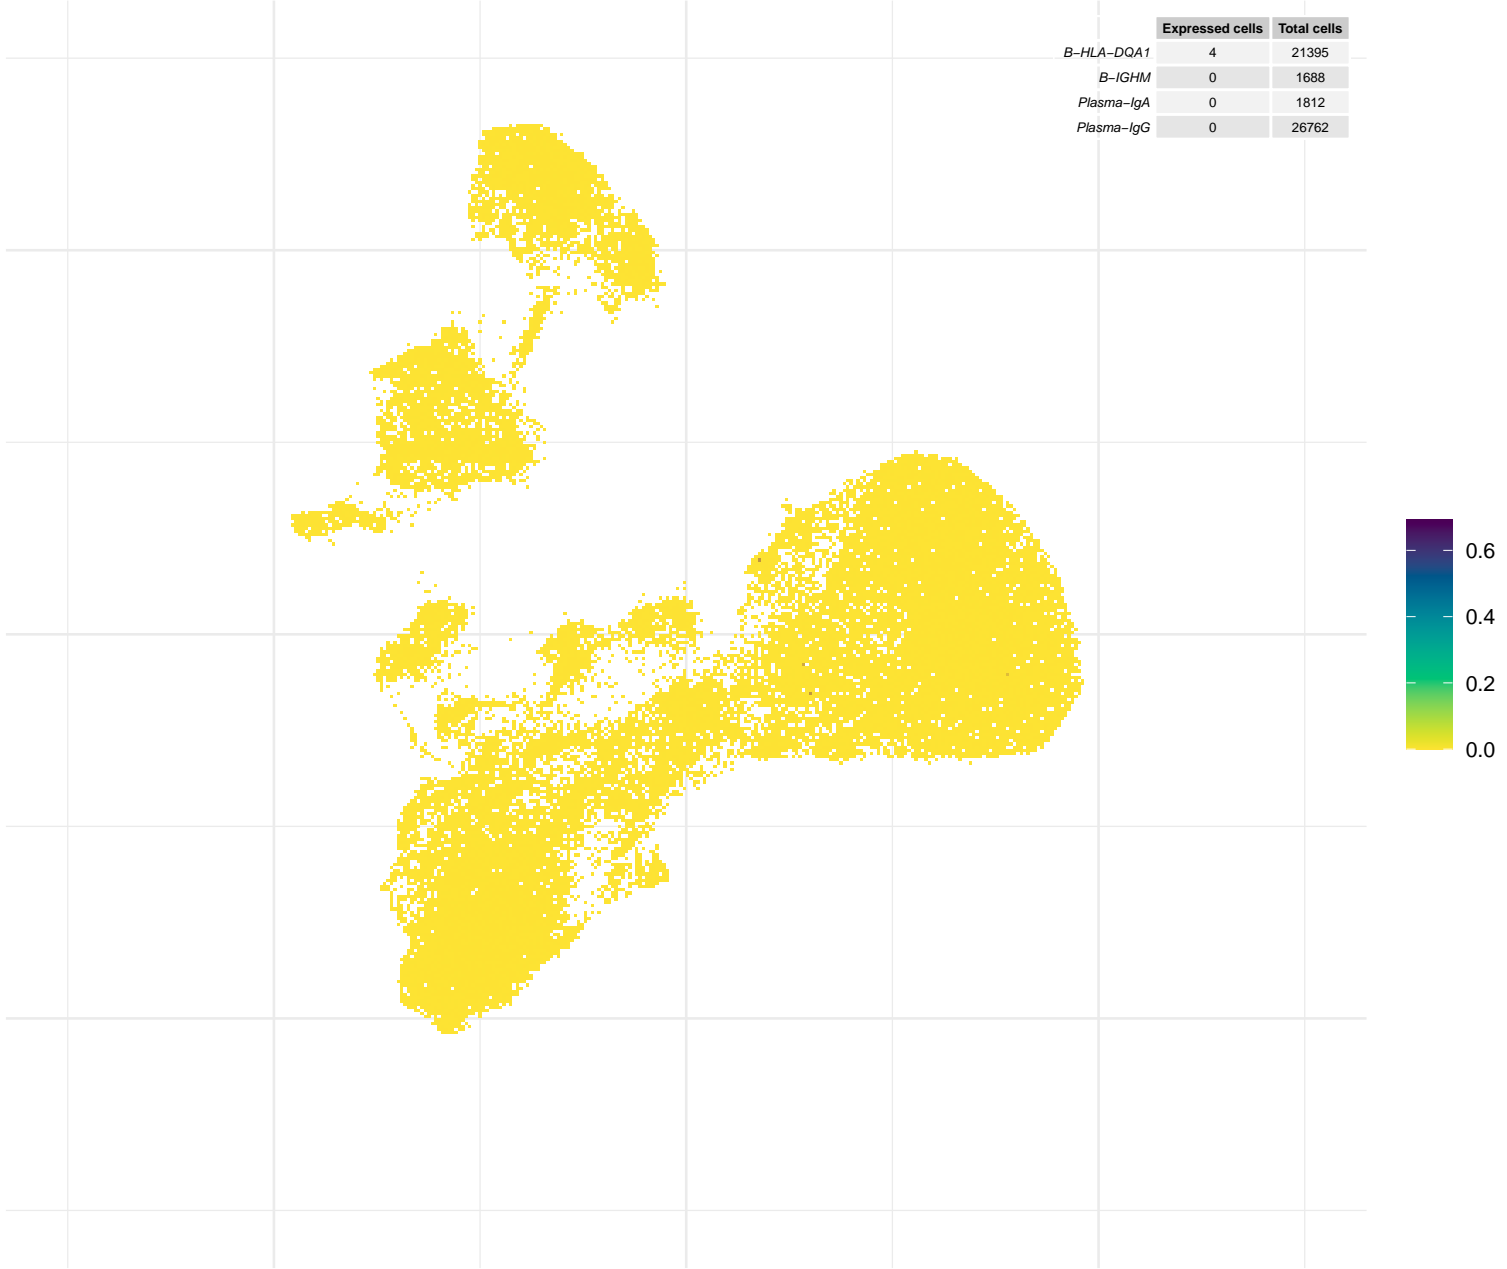 Expressed cells Total cells
B−HLA−DQA1 4 21395
B−IGHM 0 1688
Plasma−IgA 0 1812
Plasma−IgG 0 26762
0.6
0.4
0.2
0.0